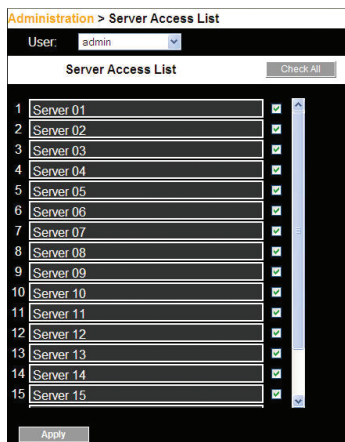 Administration > Server Access List
User: admin
Server Access List Check All
1 Server 01
2 Server 02
3 Server 03
4 Server 04
5 Server 05
6 Server 06
7 Server 07
8 Server 08
9 Server 09
10 Server 10
11 Server 11
12 Server 12
13 Server 13
14 Server 14
15 Server 15
Apply